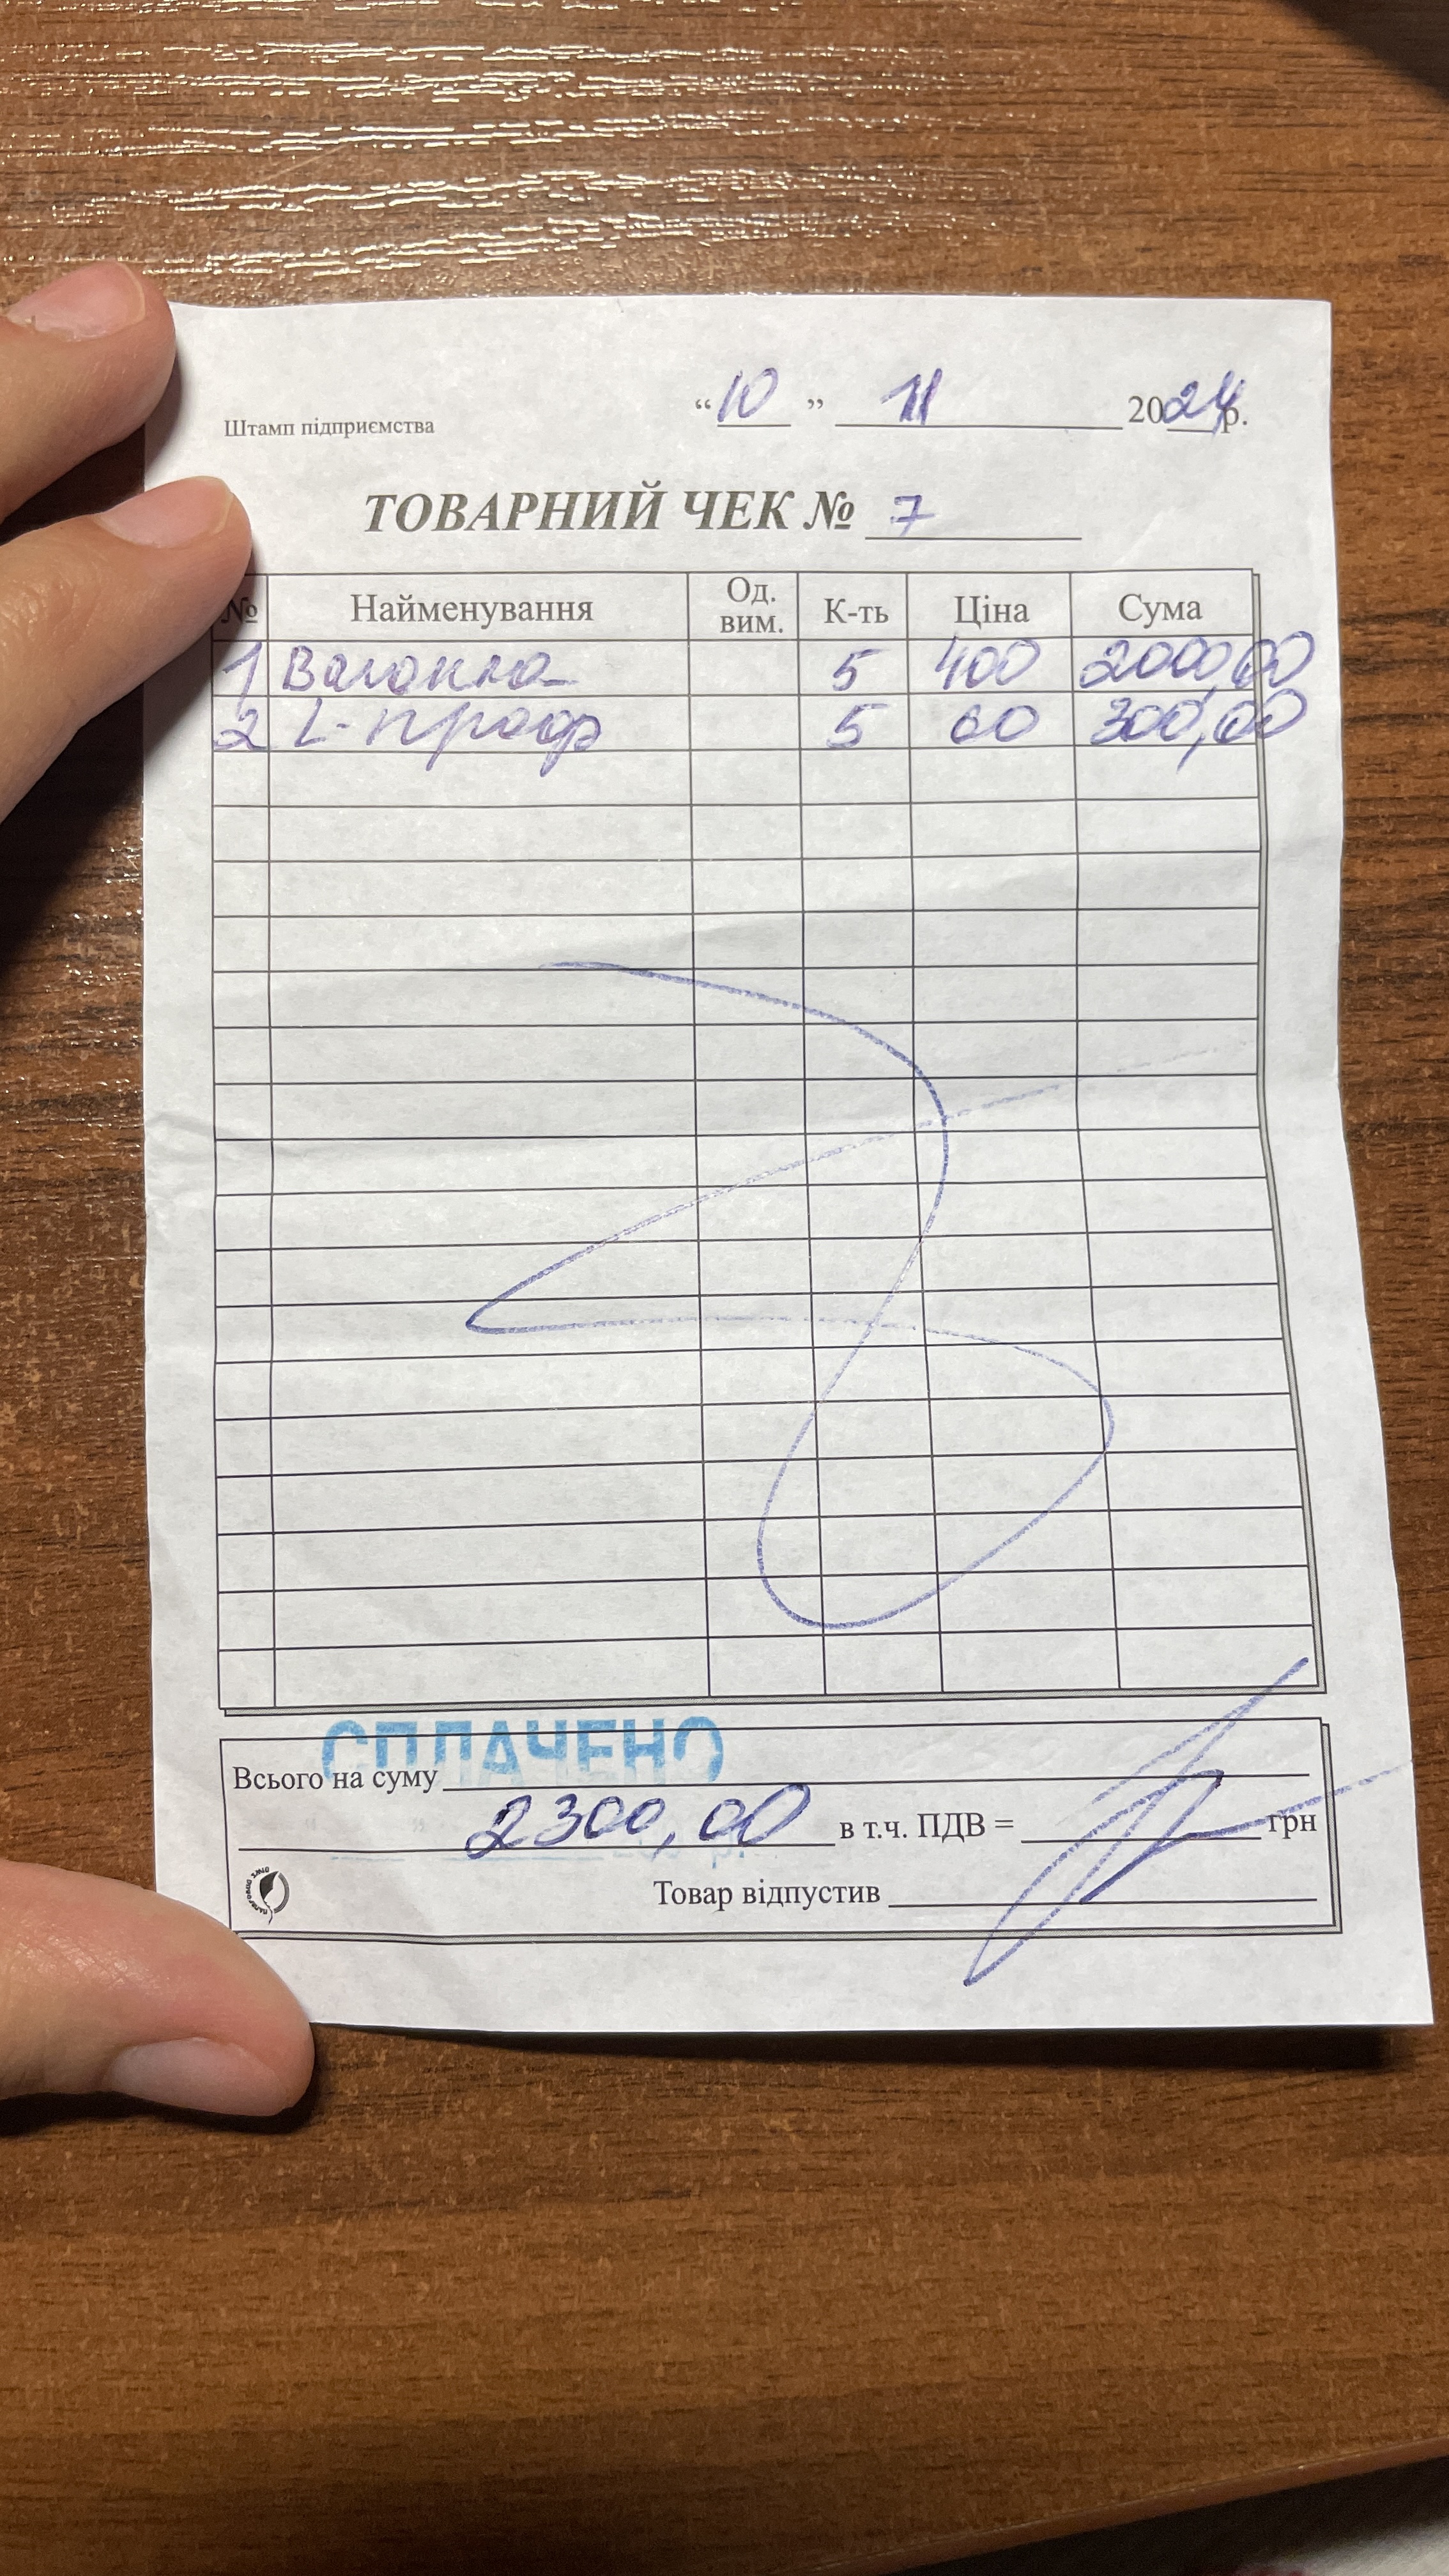 Штамп підприємства "10" 11 2024 р.
ТОВАРНИЙ ЧЕК № 7
№ Найменування Од. вим. К-ть Ціна Сума
1 Вагонка 5 400 2000,00
2 L-проф 5 60 300,00
СПЛАЧЕНО
Всього на суму
2300,00 в т.ч. ПДВ = грн
Товар відпустив